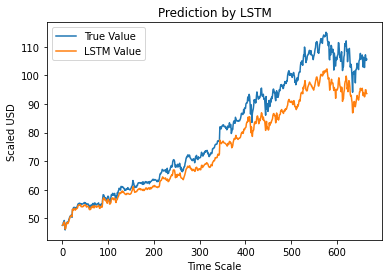 Prediction by LSTM
True Value
LSTM Value
Scaled USD
110
100
90
80
70
60
50
0 100 200 300 400 500 600
Time Scale